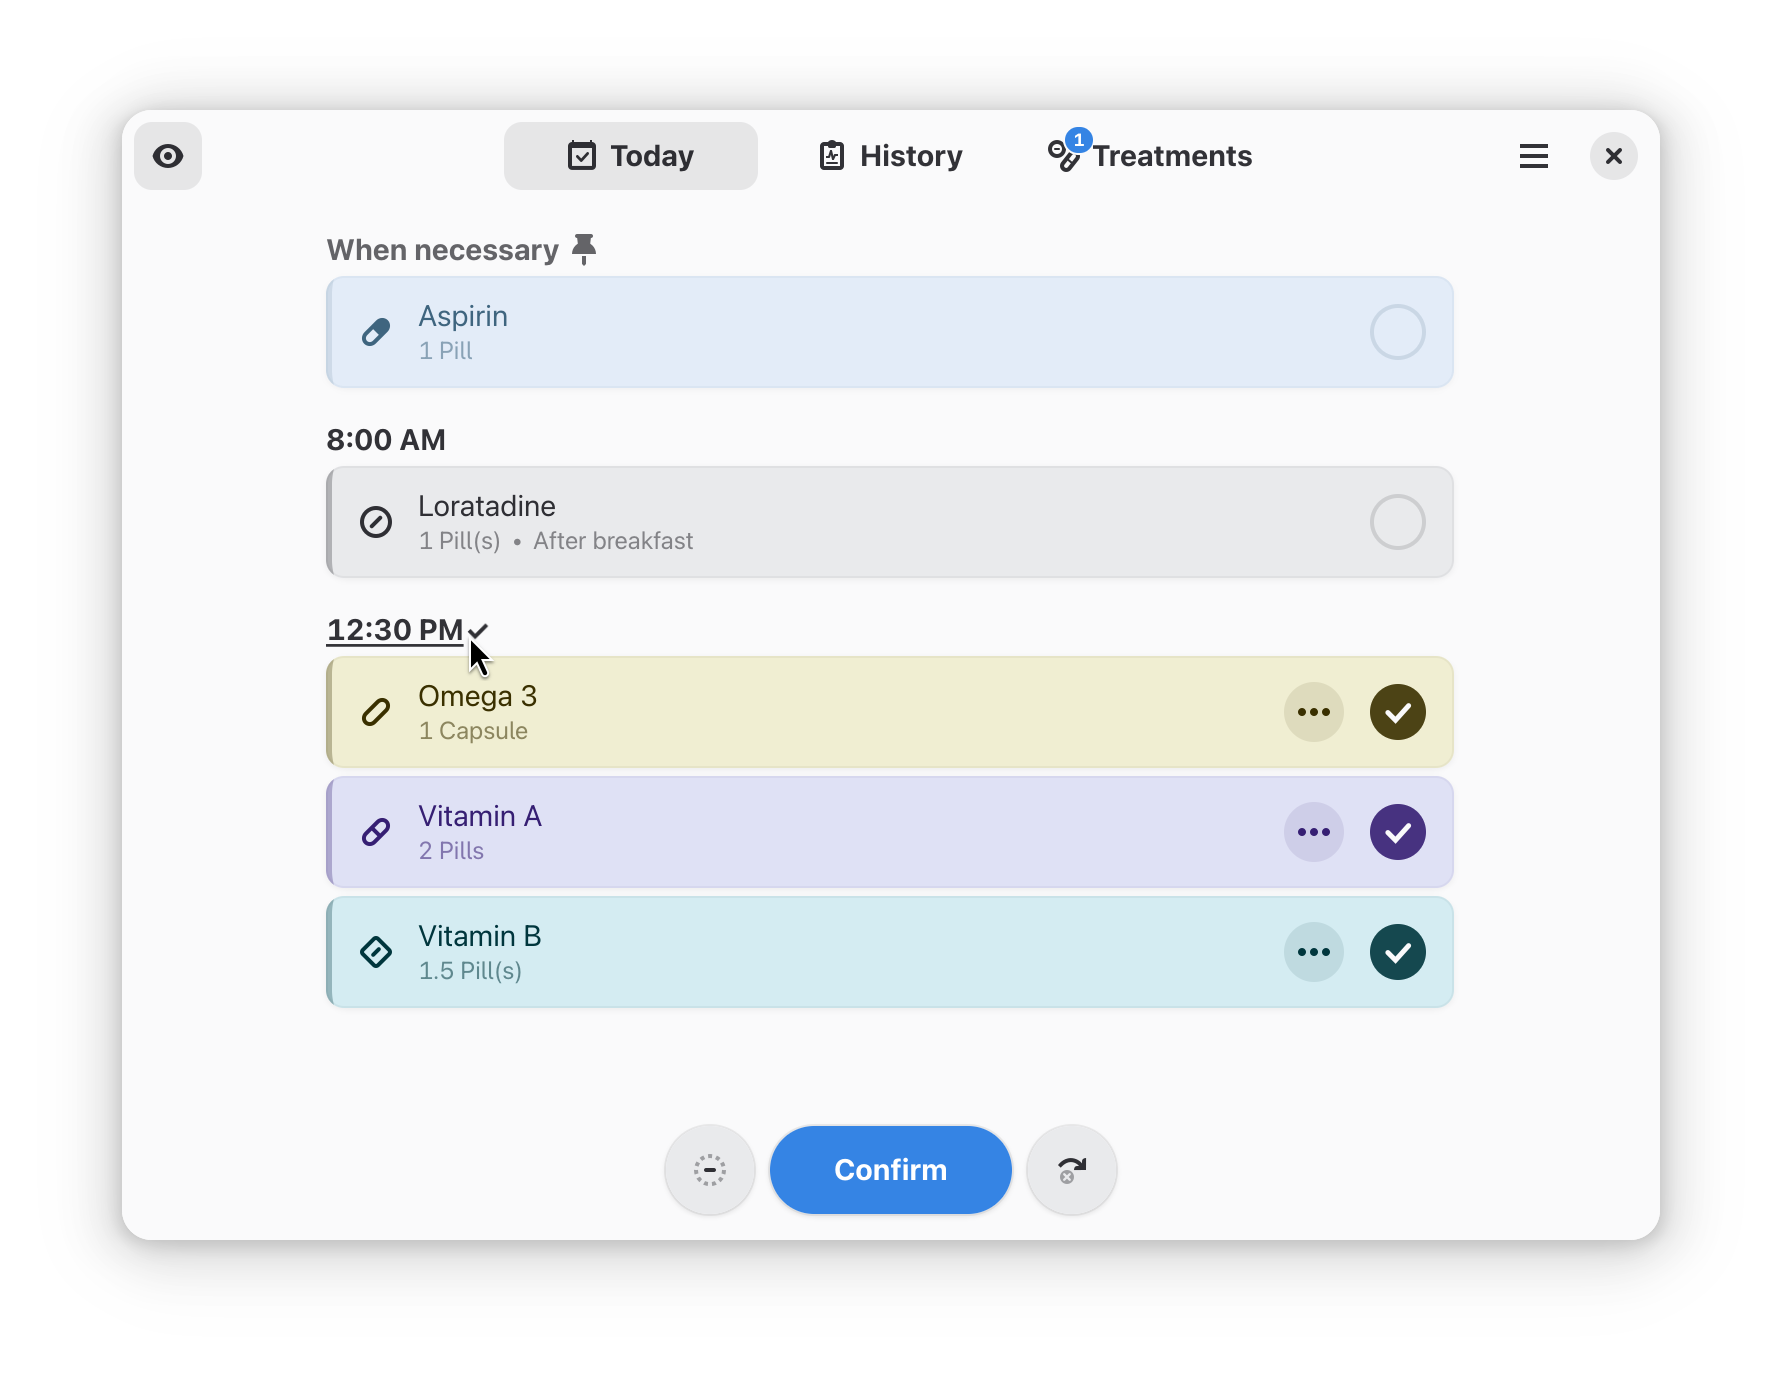 Today
History
1
Treatments
When necessary
Aspirin
1 Pill
8:00 AM
Loratadine
1 Pill(s) • After breakfast
12:30 PM
Omega 3
1 Capsule
Vitamin A
2 Pills
Vitamin B
1.5 Pill(s)
Confirm